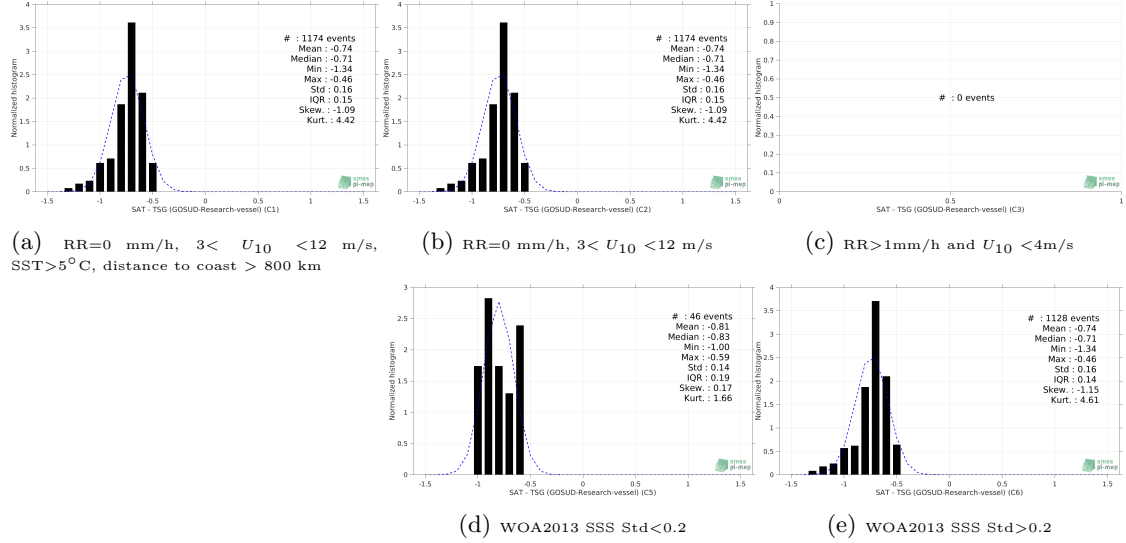 4
3.5
3
2.5
2
1.5
1
0.5
0
Normalized histogram
# : 1174 events
Mean : -0.74
Median : -0.71
Min : -1.34
Max : -0.46
Std : 0.16
IQR : 0.15
Skew. : -1.09
Kurt. : 4.42
smos
pi-mep
-1.5 -1 -0.5 0 0.5 1 1.5
SAT - TSG (GOSUD-Research-vessel) (C1)
(a) RR=0 mm/h, 3< U10 <12 m/s,
SST>5°C, distance to coast > 800 km
4
3.5
3
2.5
2
1.5
1
0.5
0
Normalized histogram
# : 1174 events
Mean : -0.74
Median : -0.71
Min : -1.34
Max : -0.46
Std : 0.16
IQR : 0.15
Skew. : -1.09
Kurt. : 4.42
smos
pi-mep
-1.5 -1 -0.5 0 0.5 1 1.5
SAT - TSG (GOSUD-Research-vessel) (C2)
(b) RR=0 mm/h, 3< U10 <12 m/s
1
0.9
0.8
0.7
0.6
0.5
0.4
0.3
0.2
0.1
0
Normalized histogram
# : 0 events
smos
pi-mep
0 0.5 1
SAT - TSG (GOSUD-Research-vessel) (C3)
(c) RR>1mm/h and U10 <4m/s
3
2.5
2
1.5
1
0.5
0
Normalized histogram
# : 46 events
Mean : -0.81
Median : -0.83
Min : -1.00
Max : -0.59
Std : 0.14
IQR : 0.19
Skew. : 0.17
Kurt. : 1.66
smos
pi-mep
-1.5 -1 -0.5 0 0.5 1 1.5
SAT - TSG (GOSUD-Research-vessel) (C5)
(d) WOA2013 SSS Std<0.2
4
3.5
3
2.5
2
1.5
1
0.5
0
Normalized histogram
# : 1128 events
Mean : -0.74
Median : -0.71
Min : -1.34
Max : -0.46
Std : 0.16
IQR : 0.14
Skew. : -1.15
Kurt. : 4.61
smos
pi-mep
-1.5 -1 -0.5 0 0.5 1 1.5
SAT - TSG (GOSUD-Research-vessel) (C6)
(e) WOA2013 SSS Std>0.2